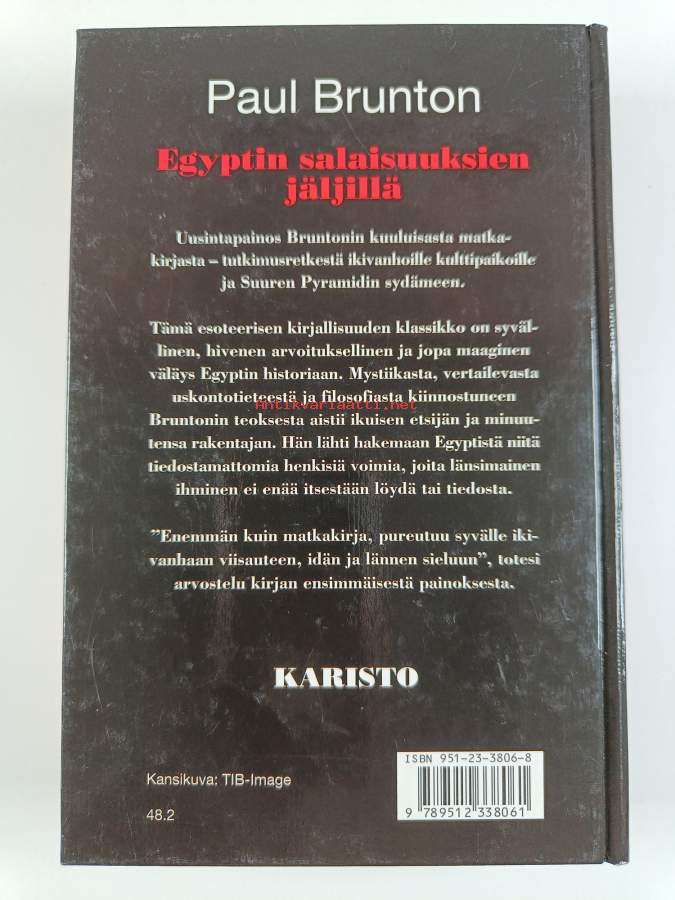 Paul Brunton
Egyptin salaisuuksien
jäljillä
Uusintapainos Bruntonin kuuluisasta matka-
kirjasta – tutkimusretkestä ikivanhoille kulttipaikoille
ja Suuren Pyramidin sydämeen.
Tämä esoteerisen kirjallisuuden klassikko on syväl-
linen, hivenen arvoituksellinen ja jopa maaginen
väläys Egyptin historiaan. Mystiikasta, vertailevasta
uskontotieteestä ja filosofiasta kiinnostuneen
Antikvariaatti.net
Bruntonin teoksesta aistii ikuisen etsijän ja minuu-
tensa rakentajan. Hän lähti hakemaan Egyptistä niitä
tiedostamattomia henkisiä voimia, joita länsimainen
ihminen ei enää itsestään löydä tai tiedosta.
”Enemmän kuin matkakirja, pureutuu syvälle iki-
vanhaan viisauteen, idän ja lännen sieluun”, totesi
arvostelu kirjan ensimmäisestä painoksesta.
KARISTO
ISBN 951-23-3806-8
Kansikuva: TIB-Image
48.2
9 789512 338061